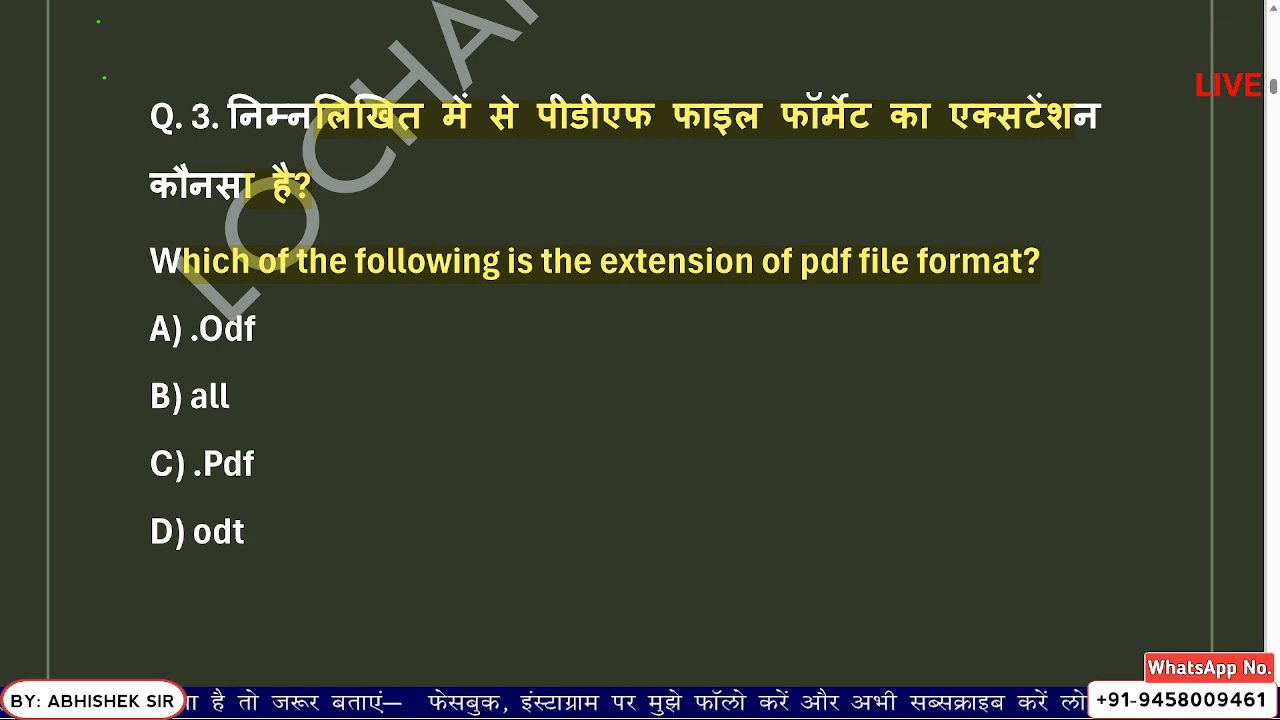 LIVE
Q. 3. निम्नलिखित में से पीडीएफ फाइल फॉर्मेट का एक्सटेंशन
कौनसा है?
Which of the following is the extension of pdf file format?
A) .Odf
B) all
C) .Pdf
D) odt
LOCHAN
WhatsApp No.
BY: ABHISHEK SIR
है तो जरूर बताएं— फेसबुक, इंस्टाग्राम पर मुझे फॉलो करें और अभी सब्सक्राइब करें
+91-9458009461